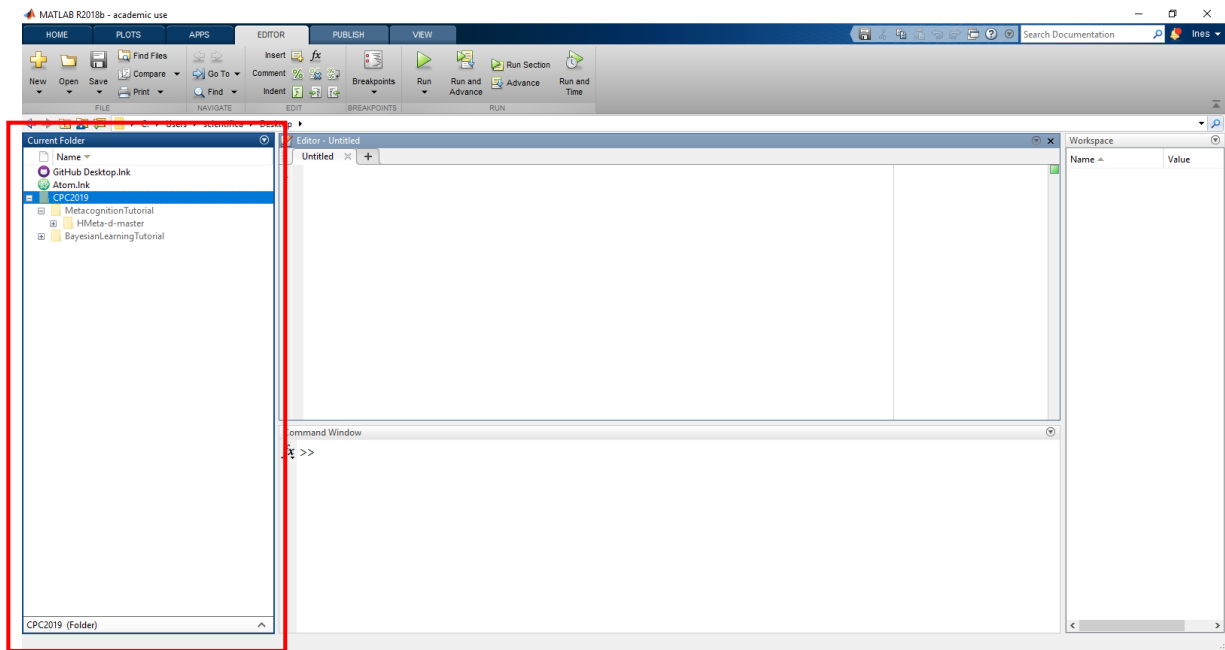 MATLAB R2018b - academic use
HOME PLOTS APPS EDITOR PUBLISH VIEW Search Documentation Ines
New Open Save Find Files Compare Print Go To Find Insert fx Comment Indent Breakpoints Run Run and Advance Run Section Advance Run and Time
FILE NAVIGATE EDIT BREAKPOINTS RUN
C: Users scientifica Desktop
Current Folder
Name
GitHub Desktop.lnk
Atom.lnk
CPC2019
MetacognitionTutorial
HMeta-d-master
BayesianLearningTutorial
CPC2019 (Folder)
Editor - Untitled
Untitled +
Command Window
fx >>
Workspace
Name Value